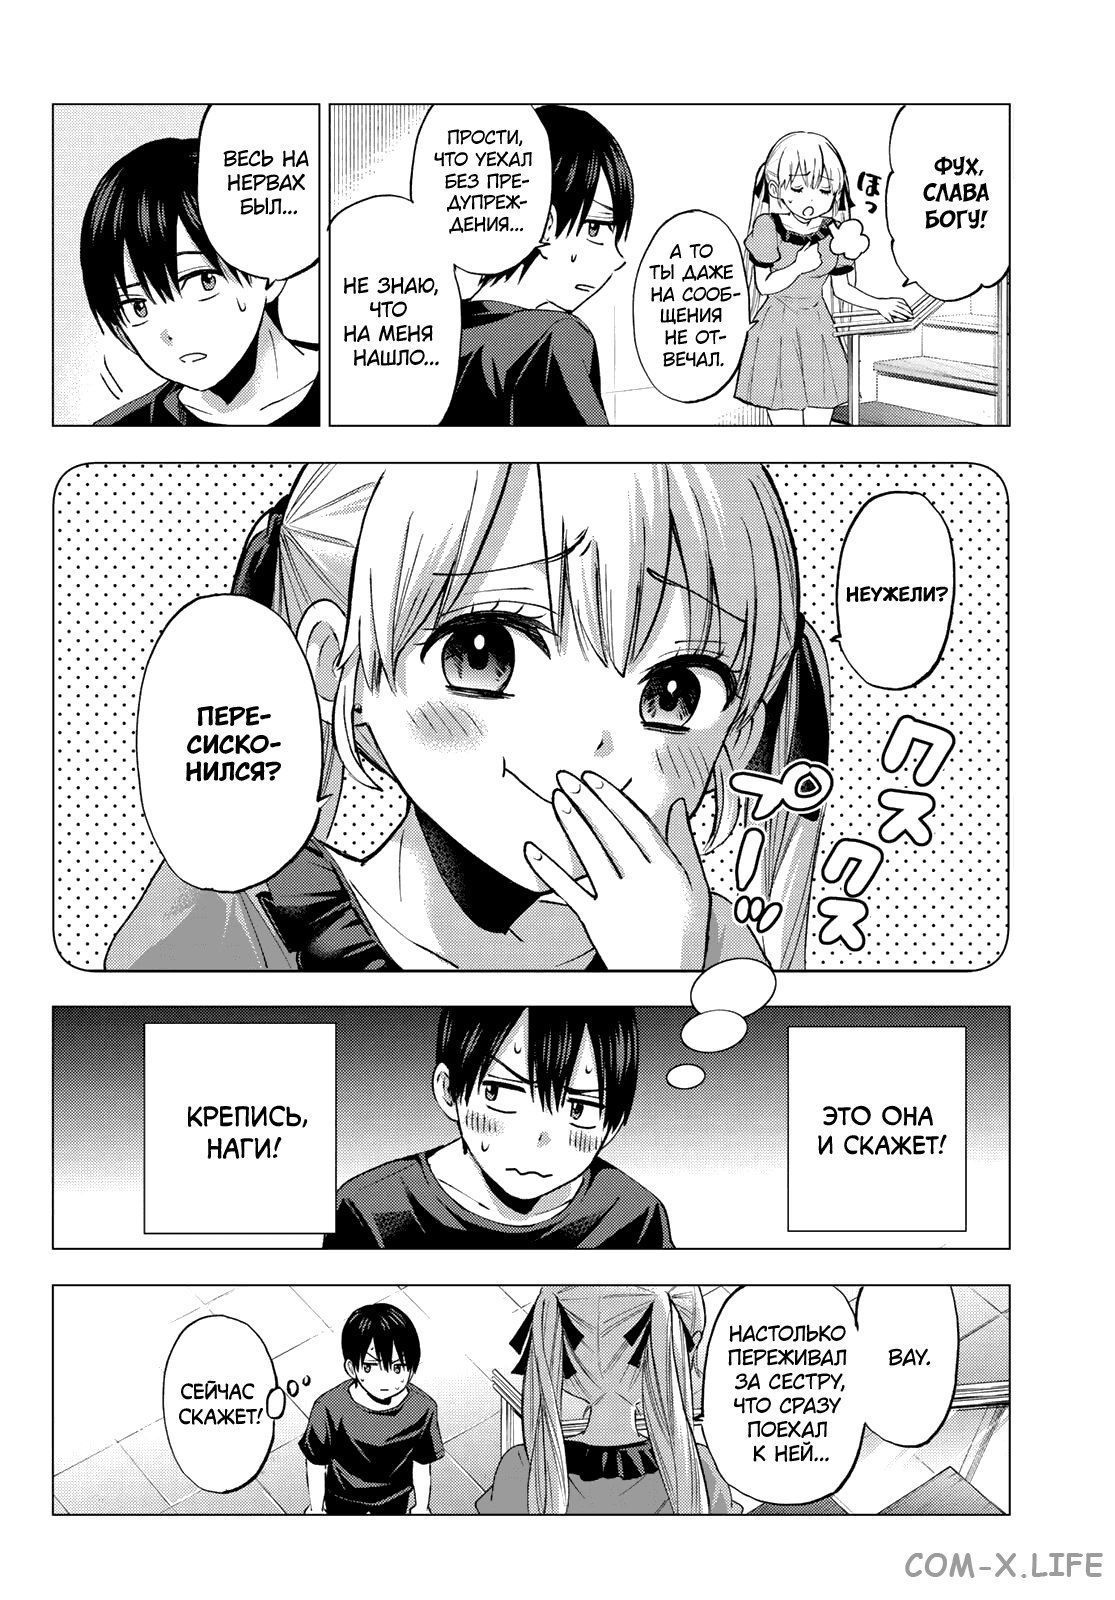 ФУХ,
СЛАВА
БОГУ!
ほっ
А ТО
ТЫ ДАЖЕ
НА СООБ-
ЩЕНИЯ
НЕ ОТ-
ВЕЧАЛ.
ПРОСТИ,
ЧТО УЕХАЛ
БЕЗ ПРЕ-
ДУПРЕЖ-
ДЕНИЯ...
НЕ ЗНАЮ,
ЧТО
НА МЕНЯ
НАШЛО...
ВЕСЬ НА
НЕРВАХ
БЫЛ...
НЕУЖЕЛИ?
クスクス
ПЕРЕ-
СИСКО-
НИЛСЯ?
ЭТО ОНА
И СКАЖЕТ!
КРЕПИСЬ,
НАГИ!
ВАУ.
НАСТОЛЬКО
ПЕРЕЖИВАЛ
ЗА СЕСТРУ,
ЧТО СРАЗУ
ПОЕХАЛ
К НЕЙ...
СЕЙЧАС
СКАЖЕТ!
COM-X.LIFE